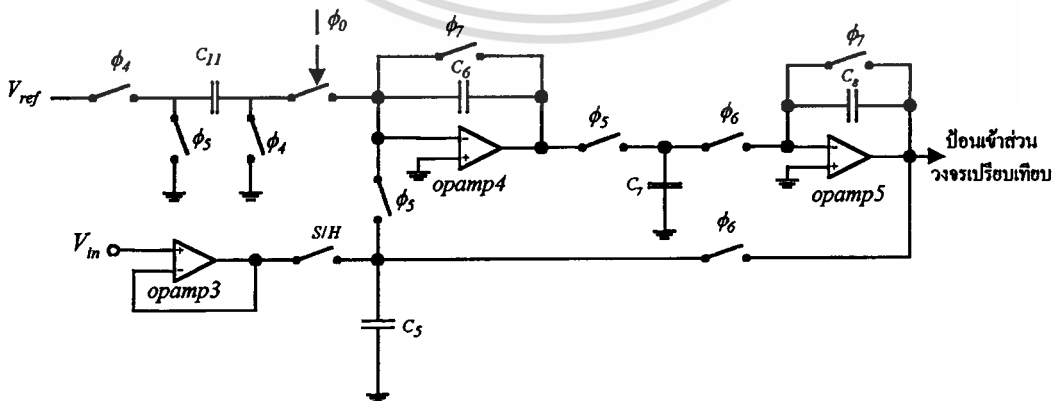 ϕ0
ϕ7
ϕ7
ϕ4
C11
C6
C8
Vref
ϕ5
ϕ4
opamp4
ϕ5
ϕ6
opamp5
ป้อนเข้าส่วน
วงจรเปรียบเทียบ
C7
ϕ5
Vin
S/H
ϕ6
opamp3
C5